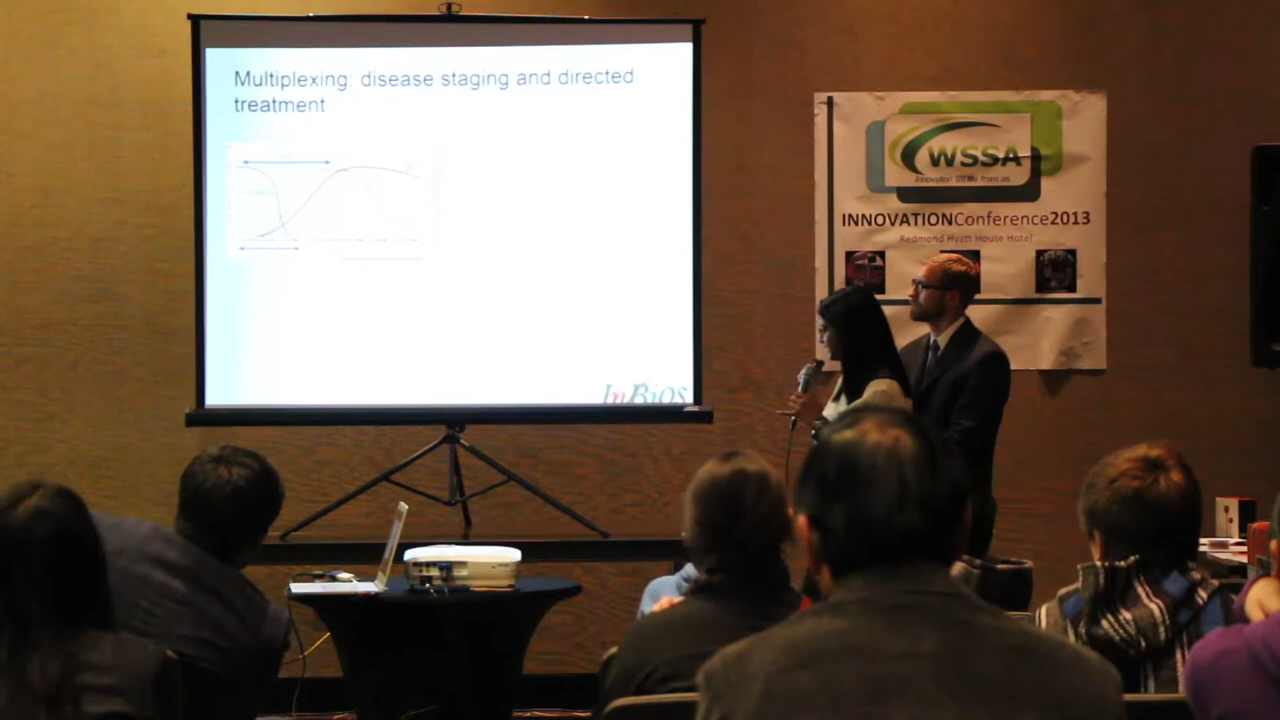 Multiplexing: disease staging and directed
treatment
InBiOS
WSSA
INNOVATIONConference2013
Redmond Hyatt House Hotel